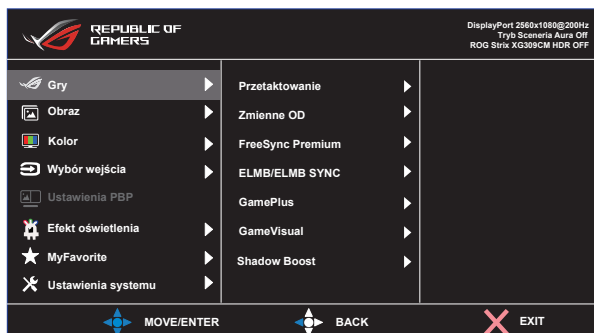 REPUBLIC OF
GAMERS
DisplayPort 2560x1080@200Hz
Tryb Sceneria Aura Off
ROG Strix XG309CM HDR OFF
Gry
Obraz
Kolor
Wybór wejścia
Ustawienia PBP
Efekt oświetlenia
MyFavorite
Ustawienia systemu
Przetaktowanie
Zmienne OD
FreeSync Premium
ELMB/ELMB SYNC
GamePlus
GameVisual
Shadow Boost
MOVE/ENTER
BACK
EXIT